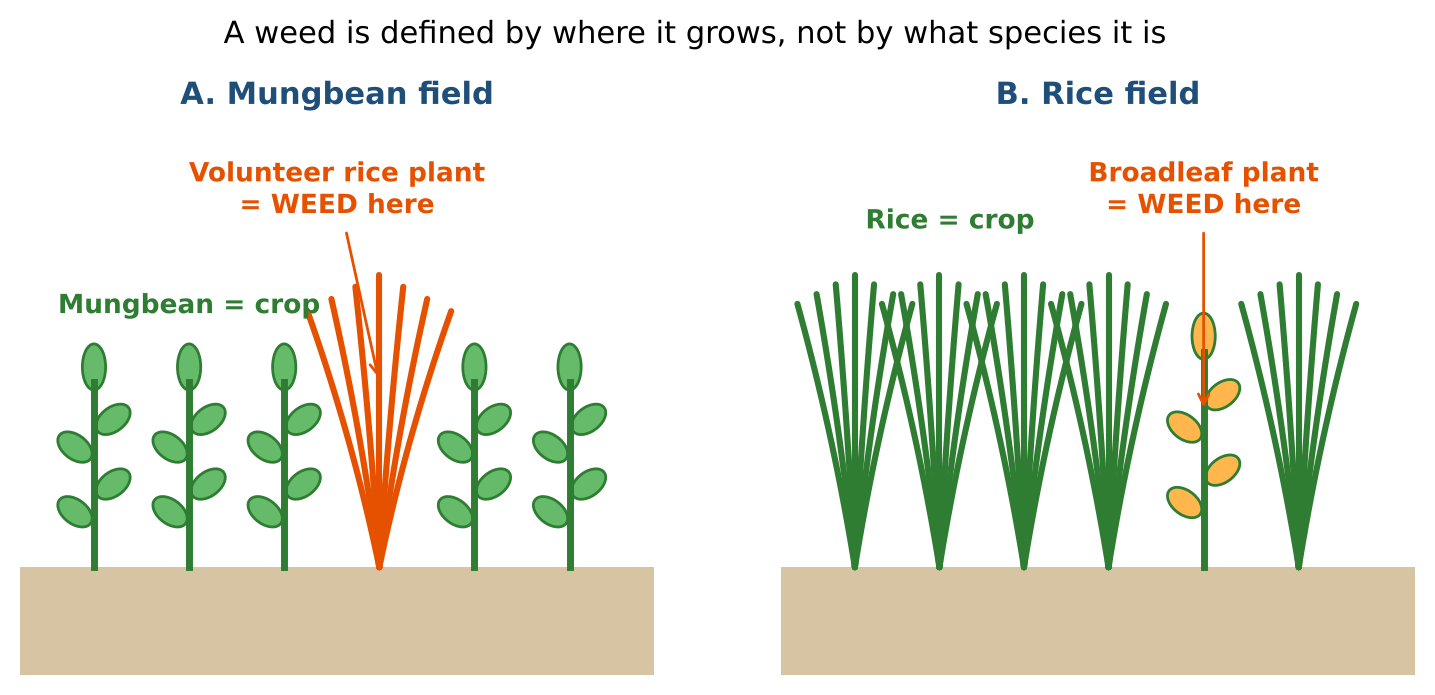 A weed is defined by where it grows, not by what species it is
A. Mungbean field
Volunteer rice plant
= WEED here
Mungbean = crop
B. Rice field
Broadleaf plant
= WEED here
Rice = crop